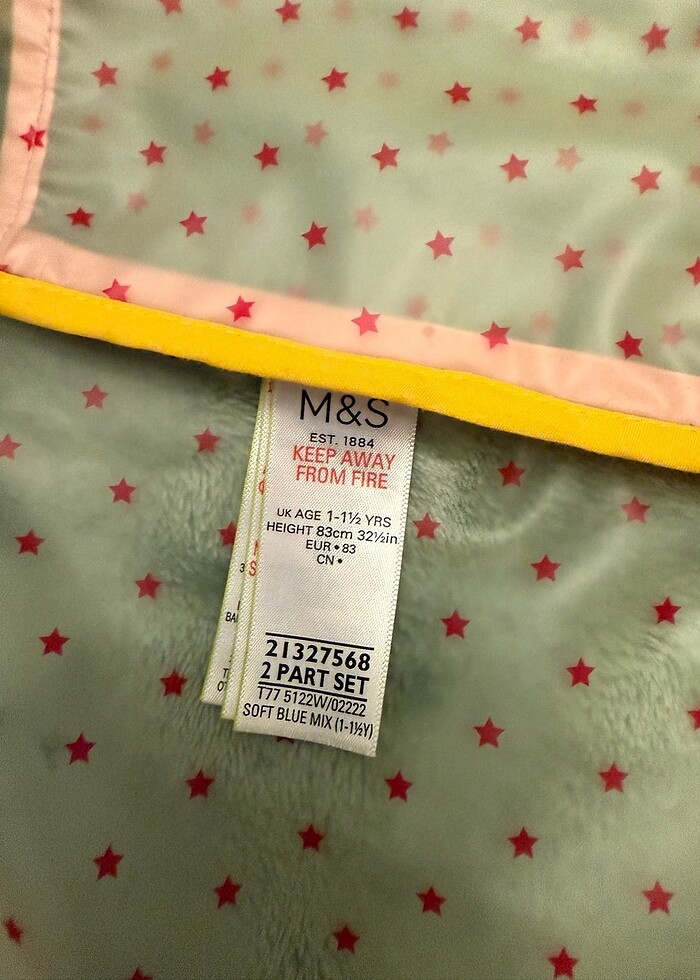 M&S
EST. 1884
KEEP AWAY
FROM FIRE
UK AGE 1-1½ YRS
HEIGHT 83cm 32½in
EUR • 83
CN •
21327568
2 PART SET
T77 5122W/02222
SOFT BLUE MIX (1-1½Y)